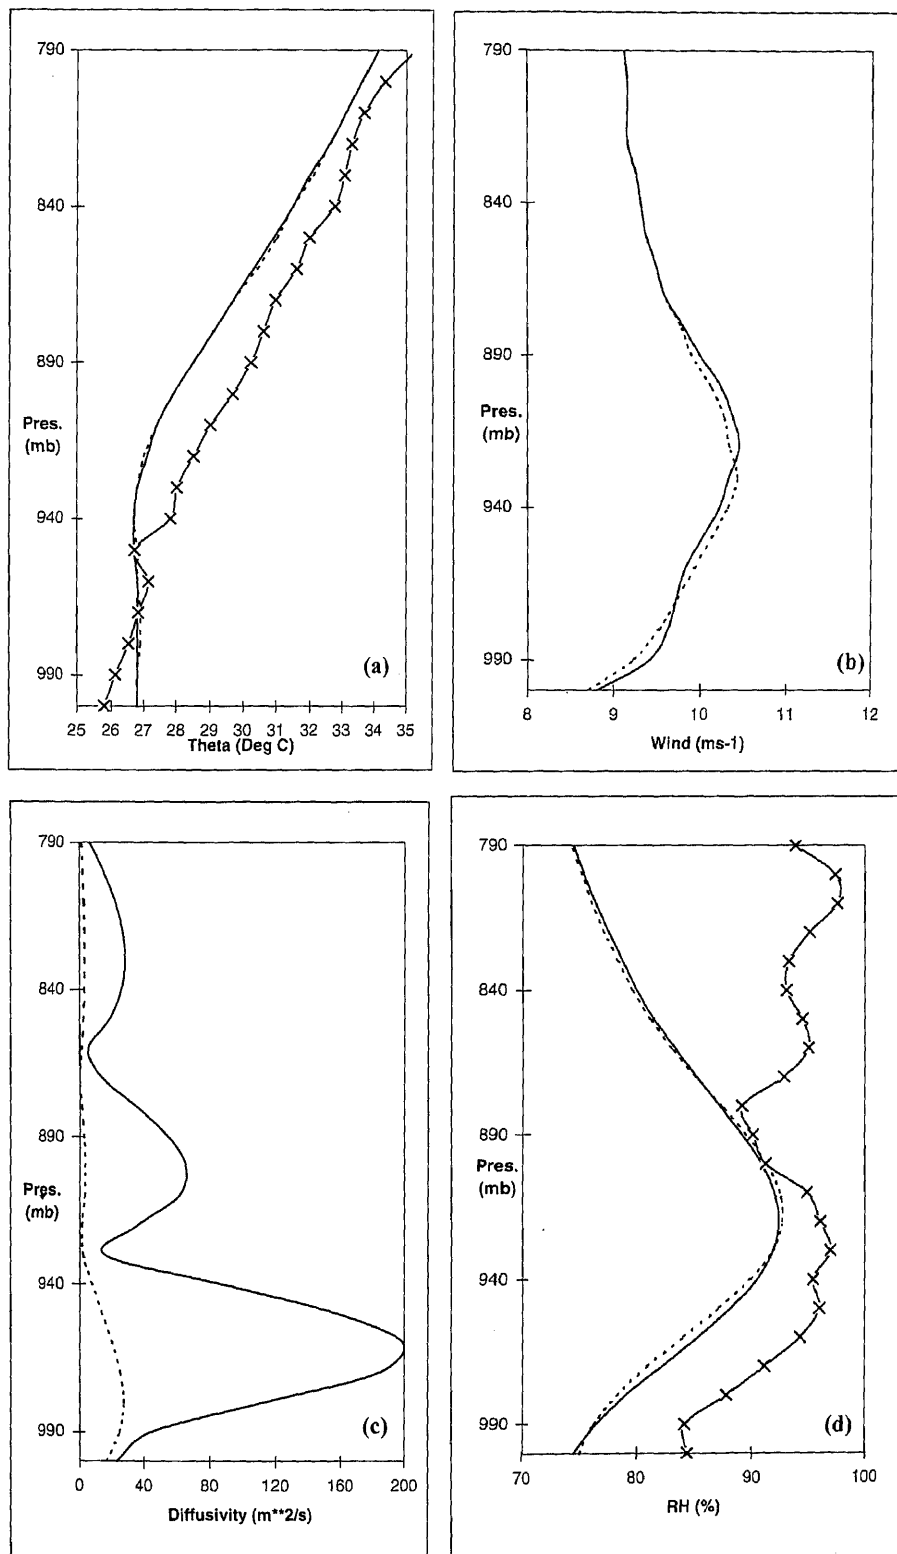 790
840
890
Pres.
(mb)
940
990
(a)
25 26 27 28 29 30 31 32 33 34 35
Theta (Deg C)
790
840
890
Pres.
(mb)
940
990
(b)
8 9 10 11 12
Wind (ms-1)
790
840
890
Pres.
(mb)
940
990
(c)
0 40 80 120 160 200
Diffusivity (m**2/s)
790
840
890
Pres.
(mb)
940
990
(d)
70 80 90 100
RH (%)